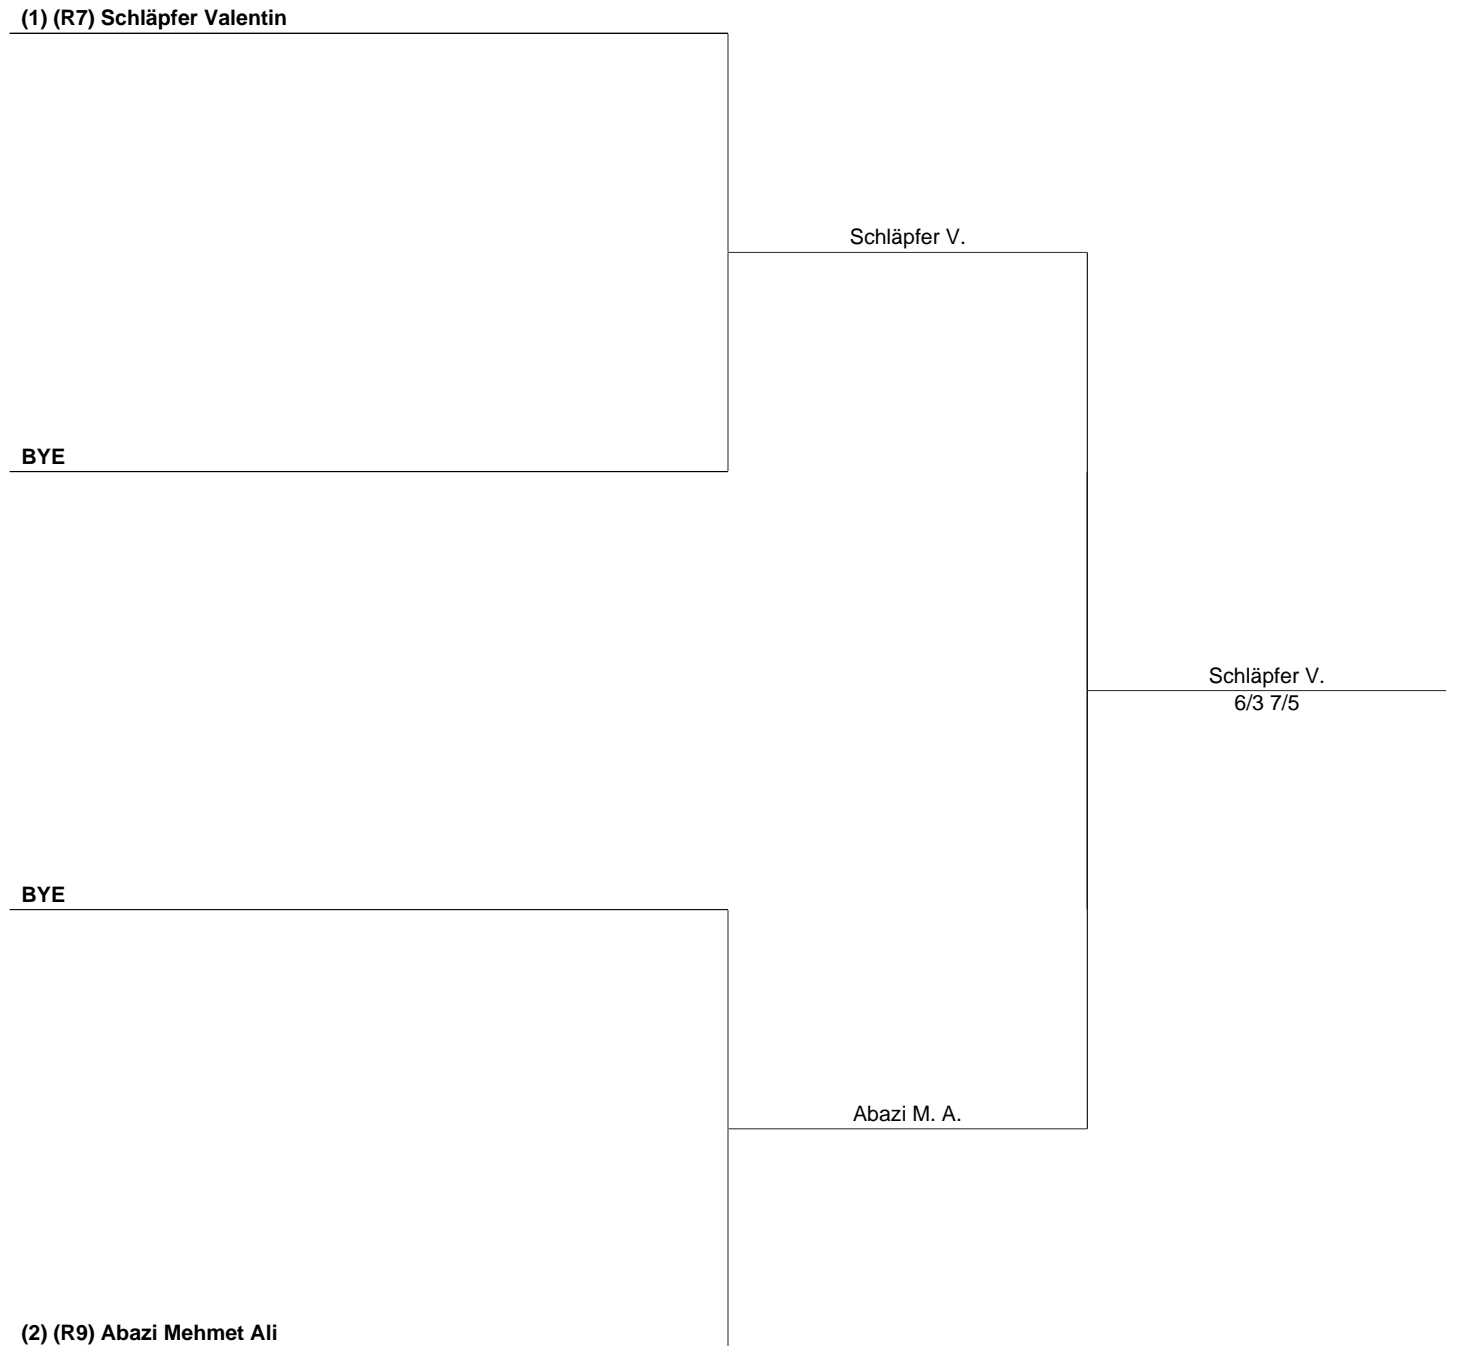 (1) (R7) Schläpfer Valentin
Schläpfer V.
BYE
Schläpfer V.
6/3 7/5
BYE
Abazi M. A.
(2) (R9) Abazi Mehmet Ali